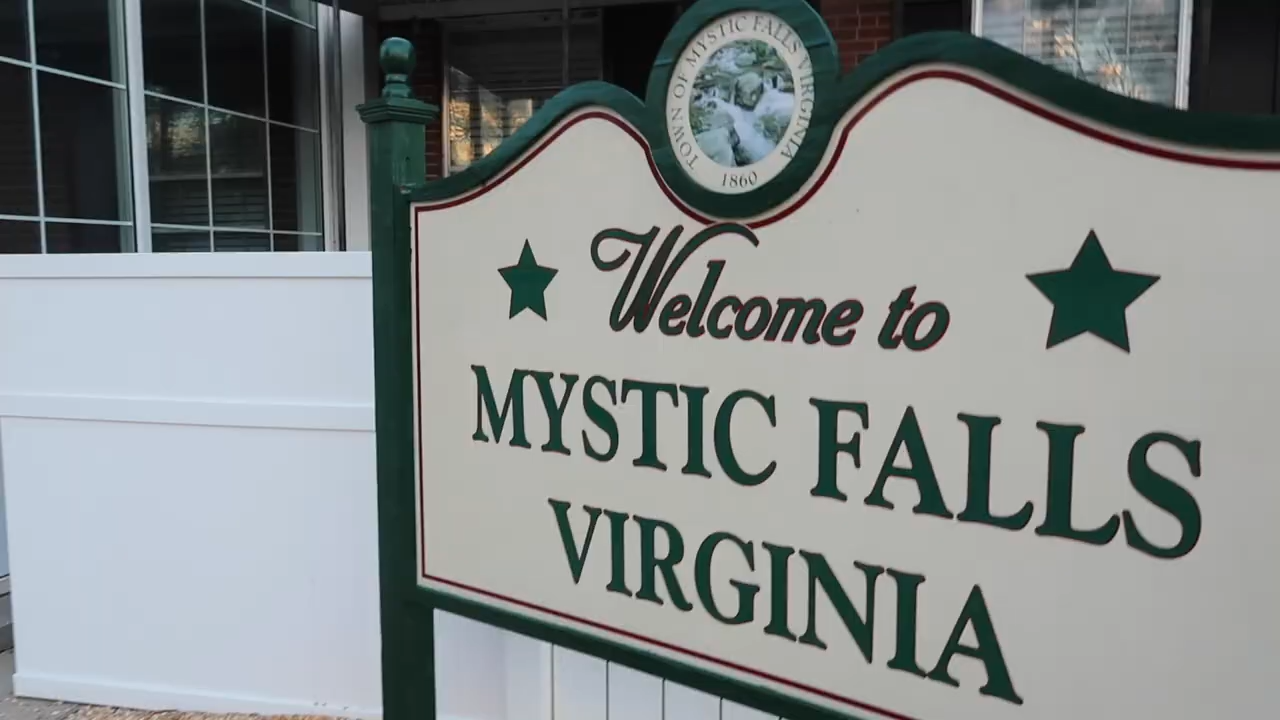 TOWN OF MYSTIC FALLS VIRGINIA
1860
Welcome to
MYSTIC FALLS
VIRGINIA